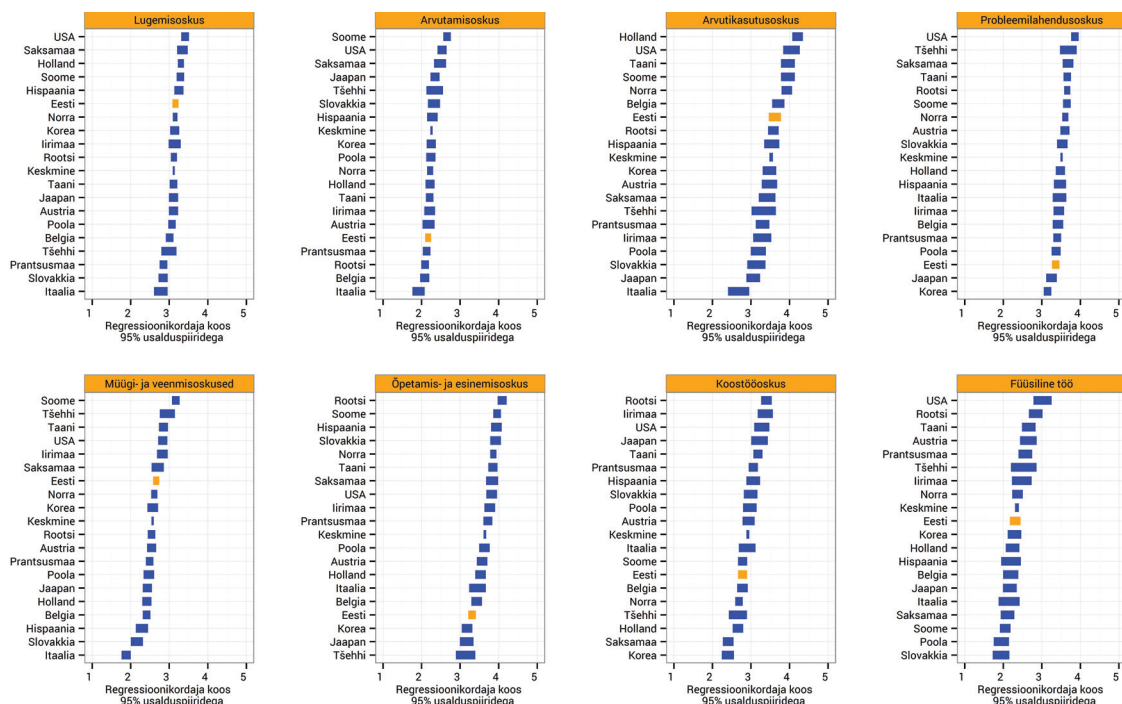 Lugemisoskus
USA
Saksamaa
Holland
Soome
Hispaania
Eesti
Norra
Korea
Iirimaa
Rootsi
Keskmine
Taani
Jaapan
Austria
Poola
Belgia
Tšehhi
Prantsusmaa
Slovakkia
Itaalia
1 2 3 4 5
Regressioonikordaja koos
95% usalduspiiridega
Arvutamisoskus
Soome
USA
Saksamaa
Jaapan
Tšehhi
Slovakkia
Hispaania
Keskmine
Korea
Poola
Norra
Holland
Taani
Iirimaa
Austria
Eesti
Prantsusmaa
Rootsi
Belgia
Itaalia
1 2 3 4 5
Regressioonikordaja koos
95% usalduspiiridega
Arvutikasutusoskus
Holland
USA
Taani
Soome
Norra
Belgia
Eesti
Rootsi
Hispaania
Keskmine
Korea
Austria
Saksamaa
Tšehhi
Prantsusmaa
Iirimaa
Poola
Slovakkia
Jaapan
Itaalia
1 2 3 4 5
Regressioonikordaja koos
95% usalduspiiridega
Probleemilahendusoskus
USA
Tšehhi
Saksamaa
Taani
Rootsi
Soome
Norra
Austria
Slovakkia
Keskmine
Holland
Hispaania
Itaalia
Iirimaa
Belgia
Prantsusmaa
Poola
Eesti
Jaapan
Korea
1 2 3 4 5
Regressioonikordaja koos
95% usalduspiiridega
Müügi- ja veenmisoskused
Soome
Tšehhi
Taani
USA
Iirimaa
Saksamaa
Eesti
Norra
Korea
Keskmine
Rootsi
Austria
Prantsusmaa
Poola
Jaapan
Holland
Belgia
Hispaania
Slovakkia
Itaalia
1 2 3 4 5
Regressioonikordaja koos
95% usalduspiiridega
Õpetamis- ja esinemisoskus
Rootsi
Soome
Hispaania
Slovakkia
Norra
Taani
Saksamaa
USA
Iirimaa
Prantsusmaa
Keskmine
Poola
Austria
Holland
Itaalia
Belgia
Eesti
Korea
Jaapan
Tšehhi
1 2 3 4 5
Regressioonikordaja koos
95% usalduspiiridega
Koostööoskus
Rootsi
Iirimaa
USA
Jaapan
Taani
Prantsusmaa
Hispaania
Slovakkia
Poola
Austria
Keskmine
Itaalia
Soome
Eesti
Belgia
Norra
Tšehhi
Holland
Saksamaa
Korea
1 2 3 4 5
Regressioonikordaja koos
95% usalduspiiridega
Füüsiline töö
USA
Rootsi
Taani
Austria
Prantsusmaa
Tšehhi
Iirimaa
Norra
Keskmine
Eesti
Korea
Holland
Hispaania
Belgia
Jaapan
Itaalia
Saksamaa
Soome
Poola
Slovakkia
1 2 3 4 5
Regressioonikordaja koos
95% usalduspiiridega